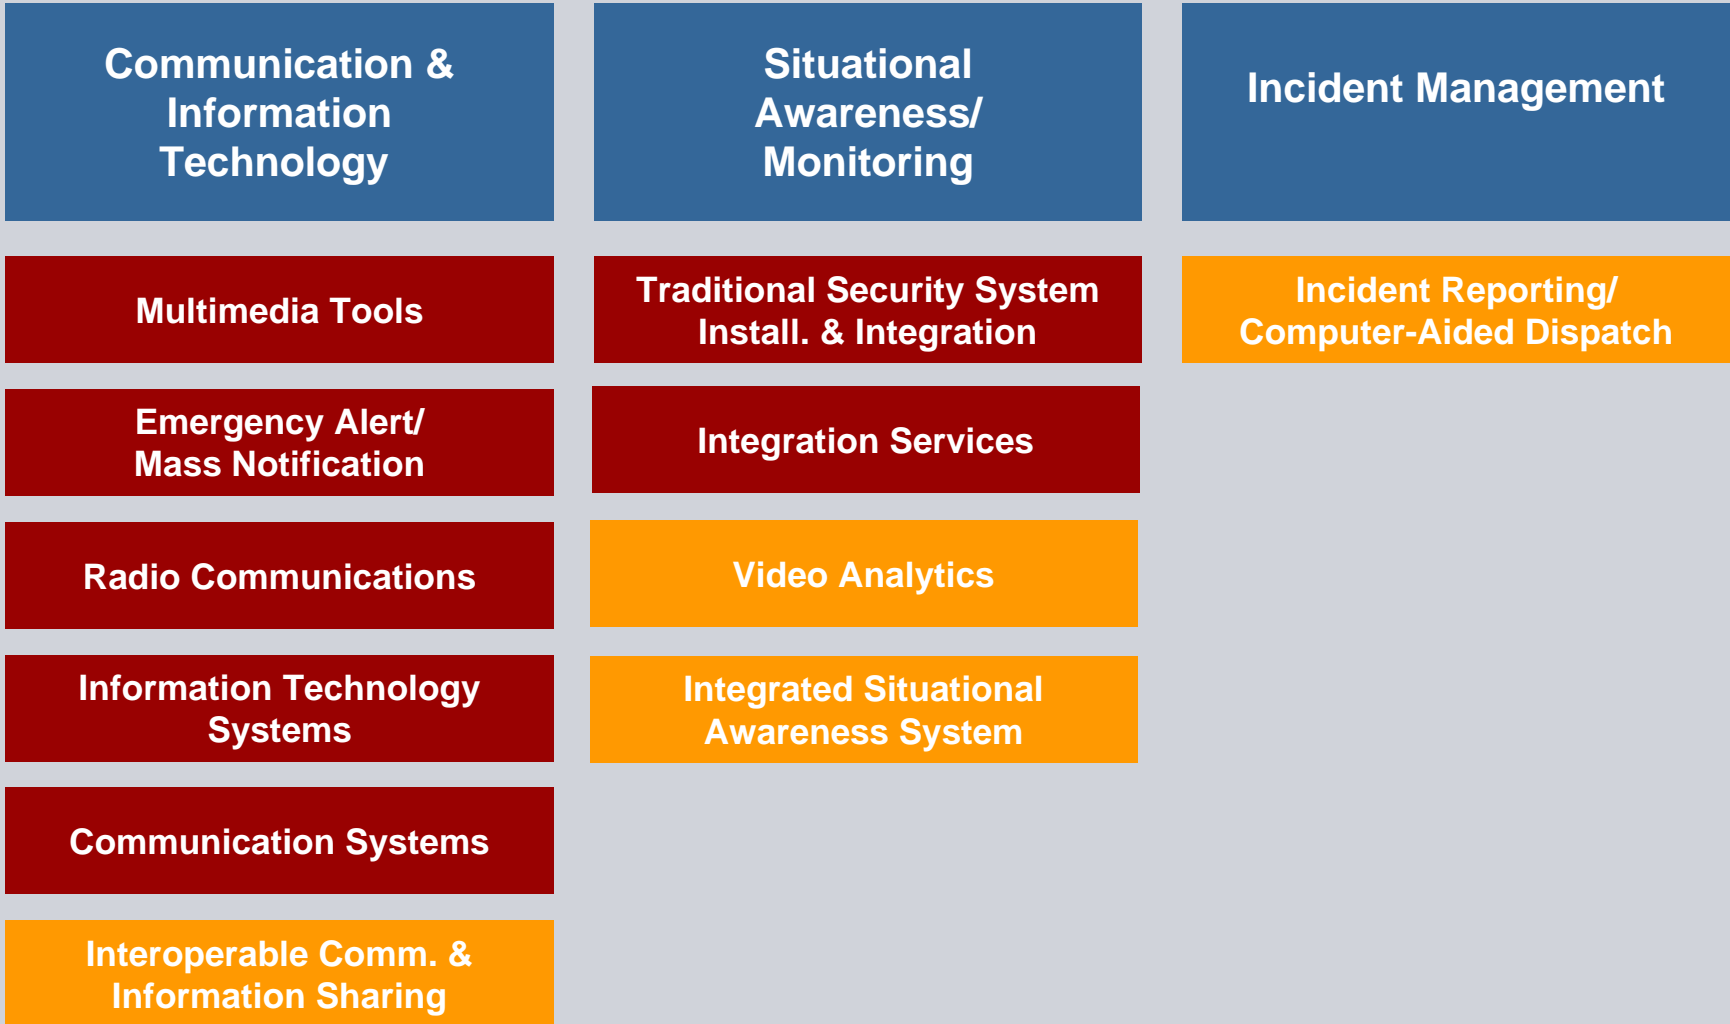 Communication &
Information
Technology
Multimedia Tools
Emergency Alert/
Mass Notification
Radio Communications
Information Technology
Systems
Communication Systems
Interoperable Comm. &
Information Sharing
Situational
Awareness/
Monitoring
Traditional Security System
Install. & Integration
Integration Services
Video Analytics
Integrated Situational
Awareness System
Incident Management
Incident Reporting/
Computer-Aided Dispatch